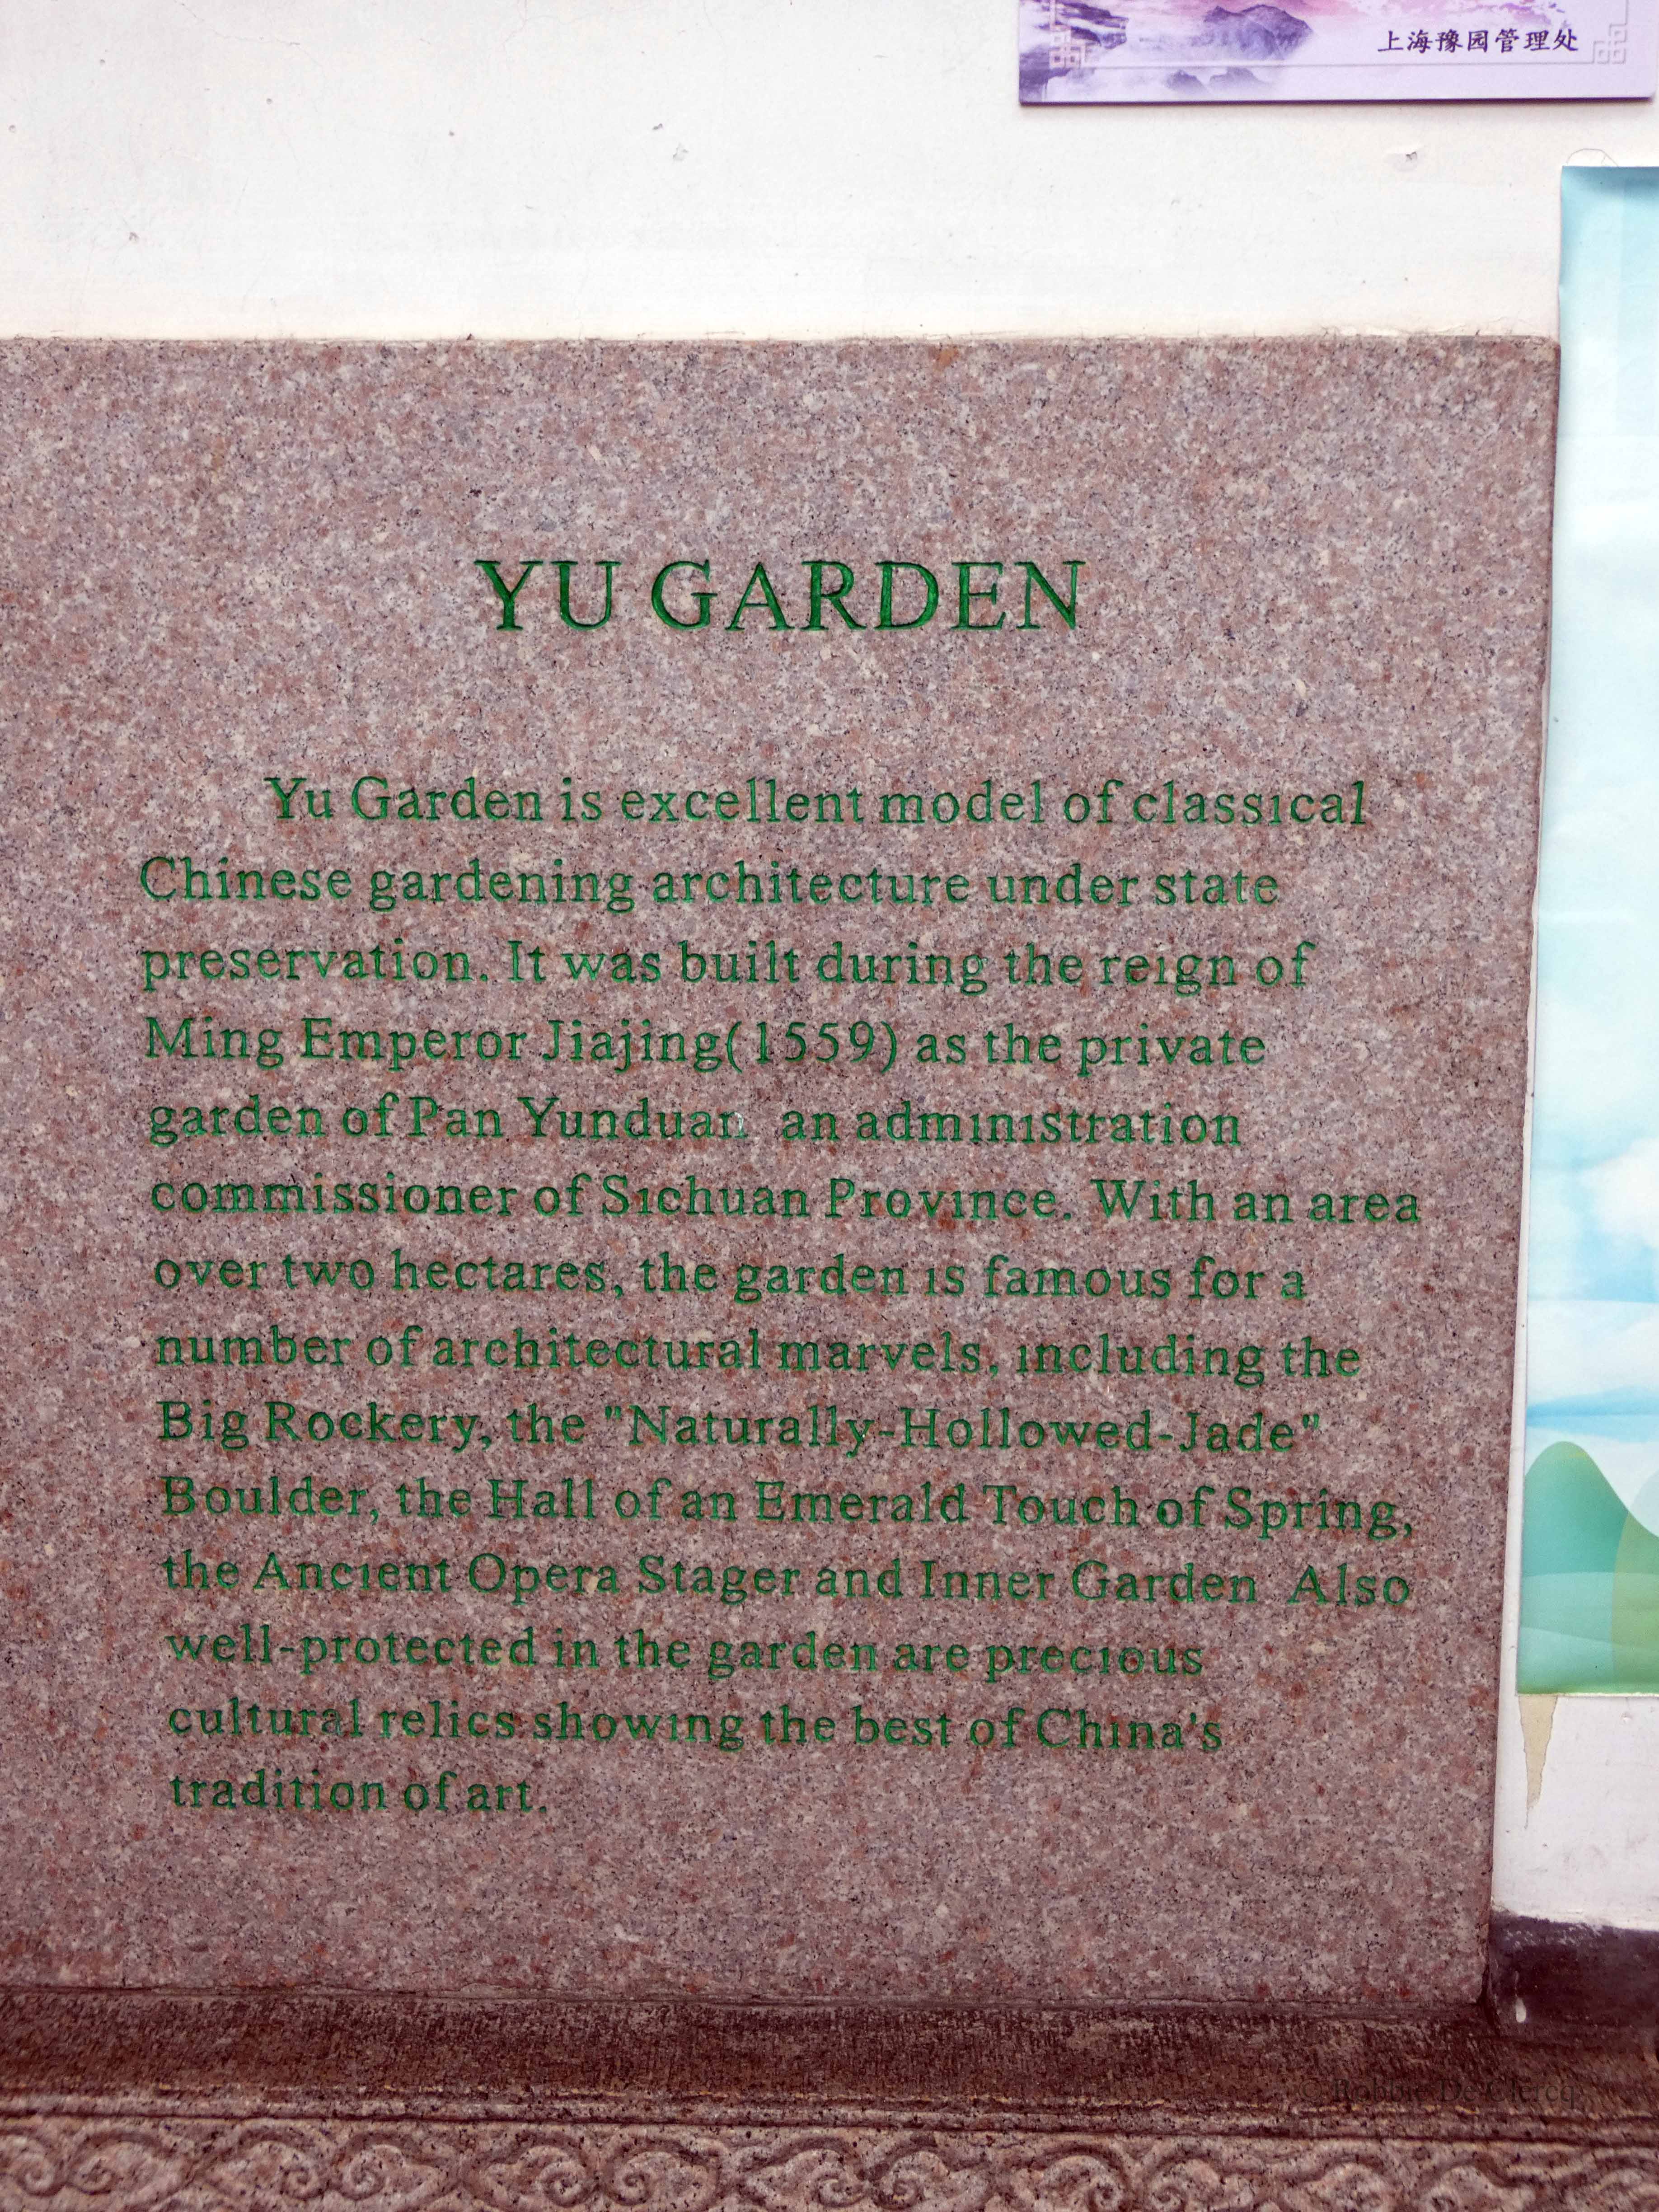 上海豫园管理处
YU GARDEN
Yu Garden is excellent model of classical
Chinese gardening architecture under state
preservation. It was built during the reign of
Ming Emperor Jiajing(1559) as the private
garden of Pan Yunduan an administration
commissioner of Sichuan Province. With an area
over two hectares, the garden is famous for a
number of architectural marvels, including the
Big Rockery, the "Naturally-Hollowed-Jade"
Boulder, the Hall of an Emerald Touch of Spring,
the Ancient Opera Stager and Inner Garden Also
well-protected in the garden are precious
cultural relics showing the best of China's
tradition of art.
© Robbie De Clercq